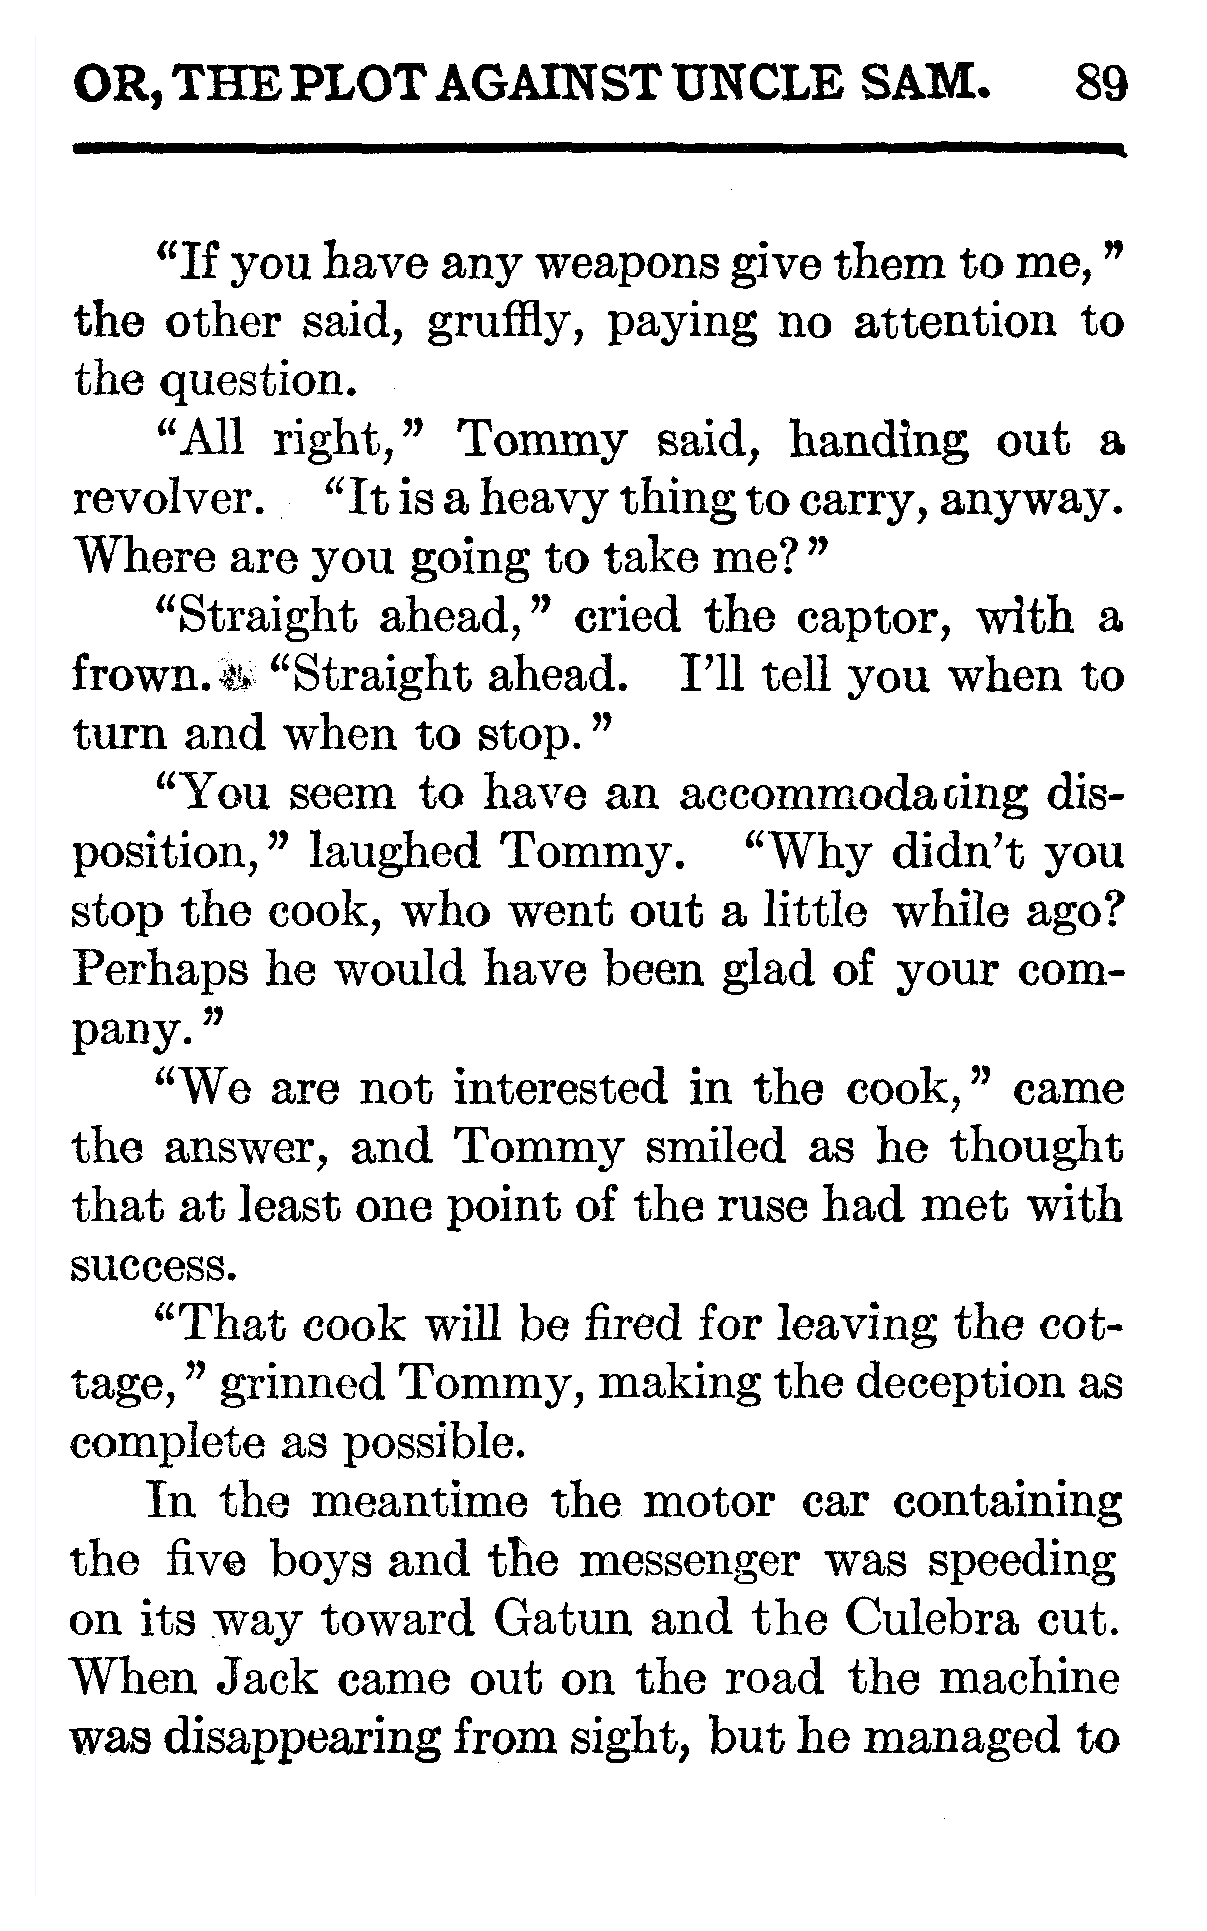 OR, THE PLOT AGAINST UNCLE SAM. 89
“If you have any weapons give them to me,”
the other said, gruffly, paying no attention to
the question.
“All right,” Tommy said, handing out a
revolver. “It is a heavy thing to carry, anyway.
Where are you going to take me?”
“Straight ahead,” cried the captor, with a
frown. “Straight ahead. I’ll tell you when to
turn and when to stop.”
“You seem to have an accommodating dis-
position,” laughed Tommy. “Why didn’t you
stop the cook, who went out a little while ago?
Perhaps he would have been glad of your com-
pany.”
“We are not interested in the cook,” came
the answer, and Tommy smiled as he thought
that at least one point of the ruse had met with
success.
“That cook will be fired for leaving the cot-
tage,” grinned Tommy, making the deception as
complete as possible.
In the meantime the motor car containing
the five boys and the messenger was speeding
on its way toward Gatun and the Culebra cut.
When Jack came out on the road the machine
was disappearing from sight, but he managed to